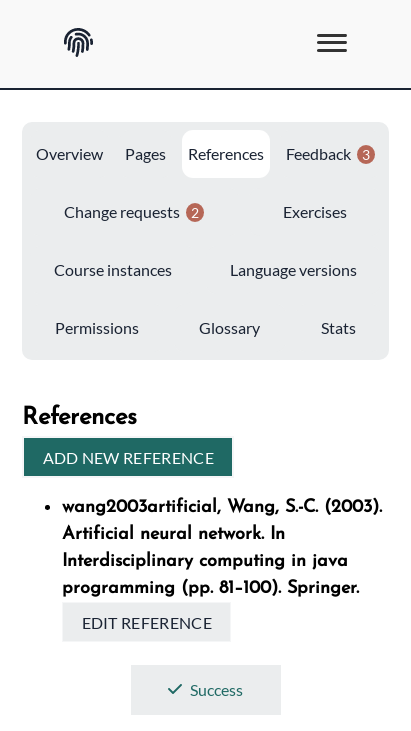 Overview Pages References Feedback 3
Change requests 2 Exercises
Course instances Language versions
Permissions Glossary Stats
References
ADD NEW REFERENCE
• wang2003artificial, Wang, S.-C. (2003).
Artificial neural network. In
Interdisciplinary computing in java
programming (pp. 81–100). Springer.
EDIT REFERENCE
Success